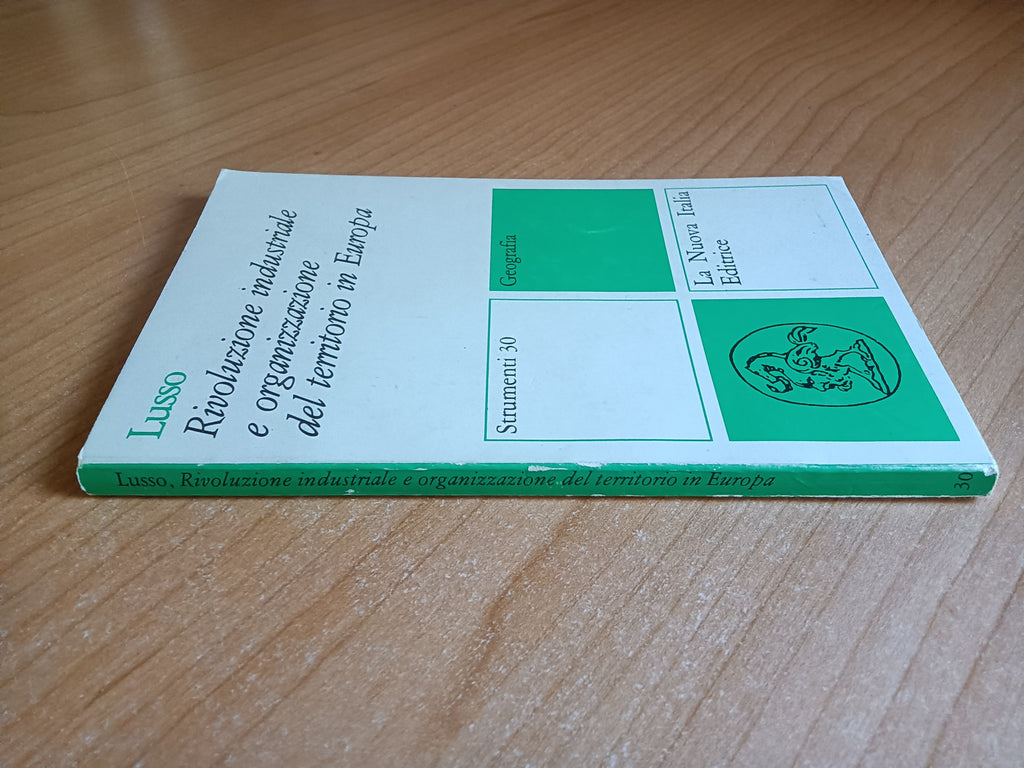 Lusso
Rivoluzione industriale
e organizzazione
del territorio in Europa
Geografia
La Nuova Italia
Editrice
Strumenti 30
Lusso, Rivoluzione industriale e organizzazione del territorio in Europa
30